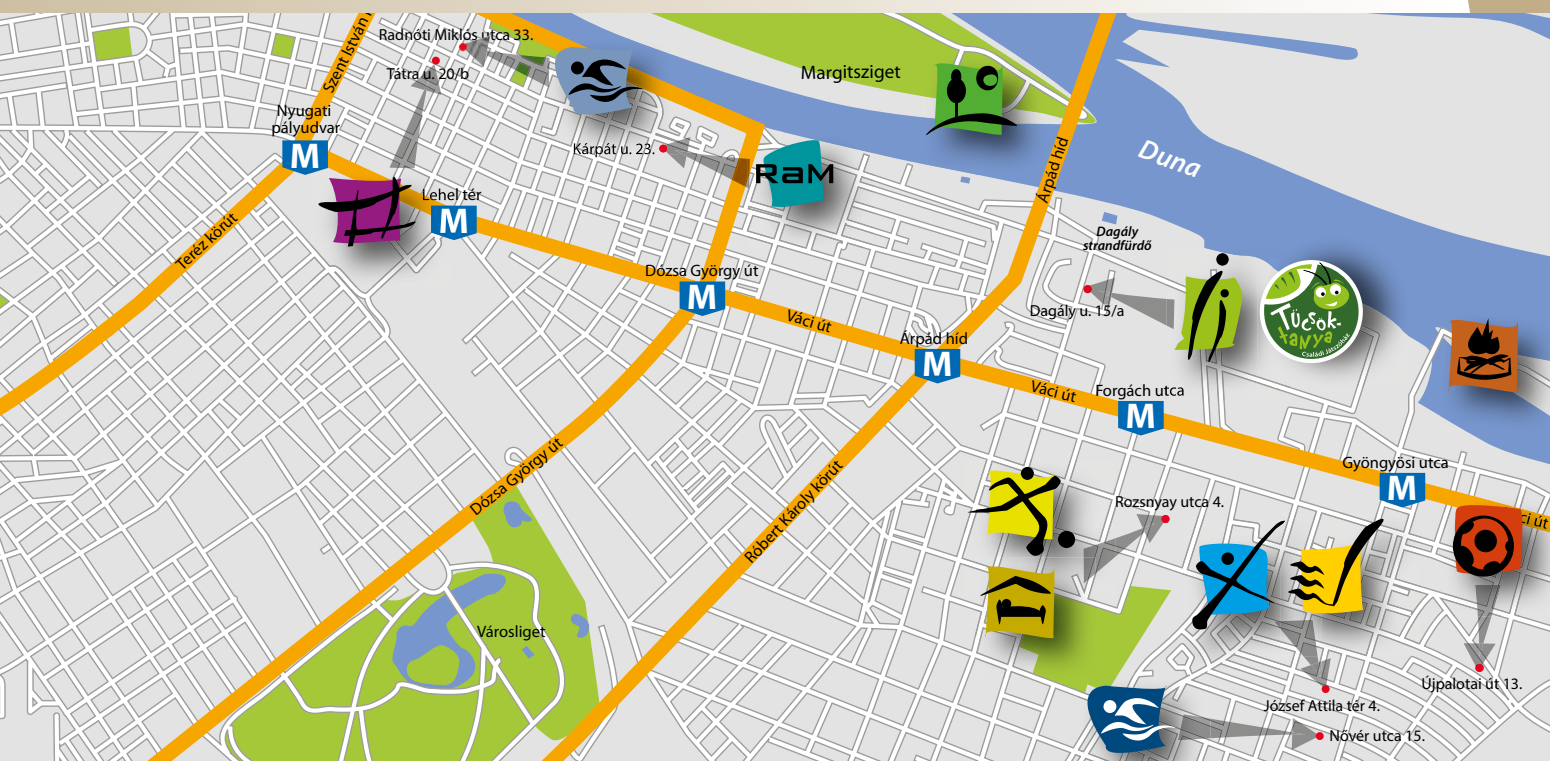 Szent István
Radnóti Miklós utca 33.
Tátra u. 20/b
Nyugati
pályudvar
M
Margitsziget
Duna
Árpád híd
Kárpát u. 23.
RaM
Lehel tér
M
Teréz körút
Dagály
strandfürdő
Dózsa György út
M
Váci út
Dagály u. 15/a
Tücsök-
tanya
Családi Játszóház
Árpád híd
M
Váci út
Forgách utca
M
Gyöngyösi utca
M
ci út
Dózsa György út
Róbert Károly körút
Rozsnyay utca 4.
Városliget
Újpalotai út 13.
József Attila tér 4.
Nővér utca 15.